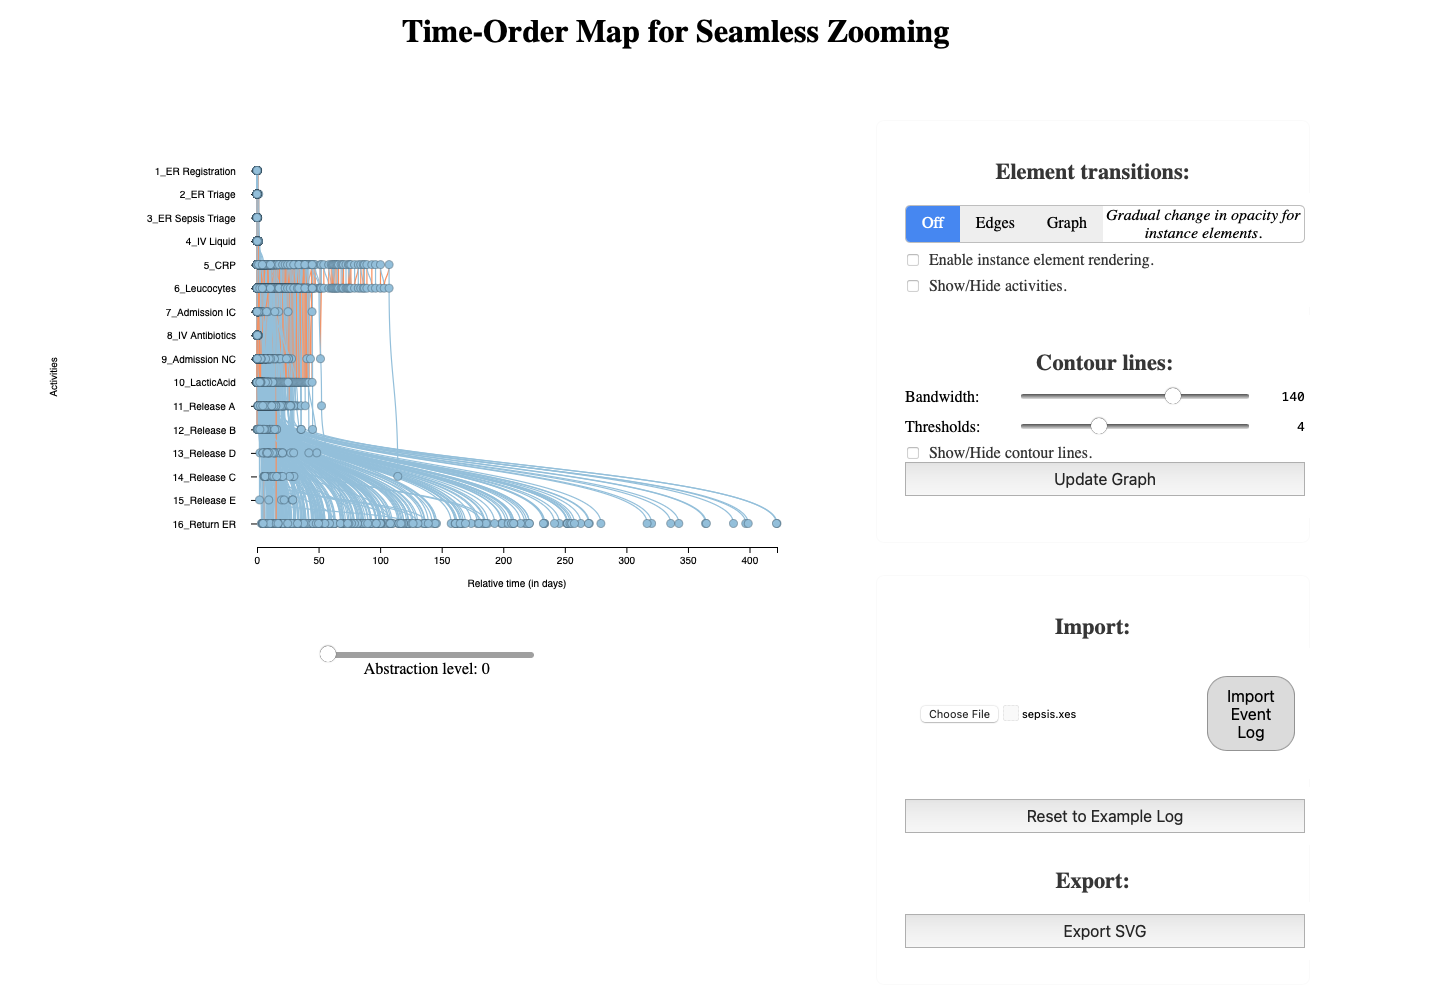 Time-Order Map for Seamless Zooming
Activities
1_ER Registration
2_ER Triage
3_ER Sepsis Triage
4_IV Liquid
5_CRP
6_Leucocytes
7_Admission IC
8_IV Antibiotics
9_Admission NC
10_LacticAcid
11_Release A
12_Release B
13_Release D
14_Release C
15_Release E
16_Return ER
0 50 100 150 200 250 300 350 400
Relative time (in days)
Abstraction level: 0
Element transitions:
Off Edges Graph Gradual change in opacity for
instance elements.
Enable instance element rendering.
Show/Hide activities.
Contour lines:
Bandwidth: 140
Thresholds: 4
Show/Hide contour lines.
Update Graph
Import:
Choose File sepsis.xes
Import
Event
Log
Reset to Example Log
Export:
Export SVG